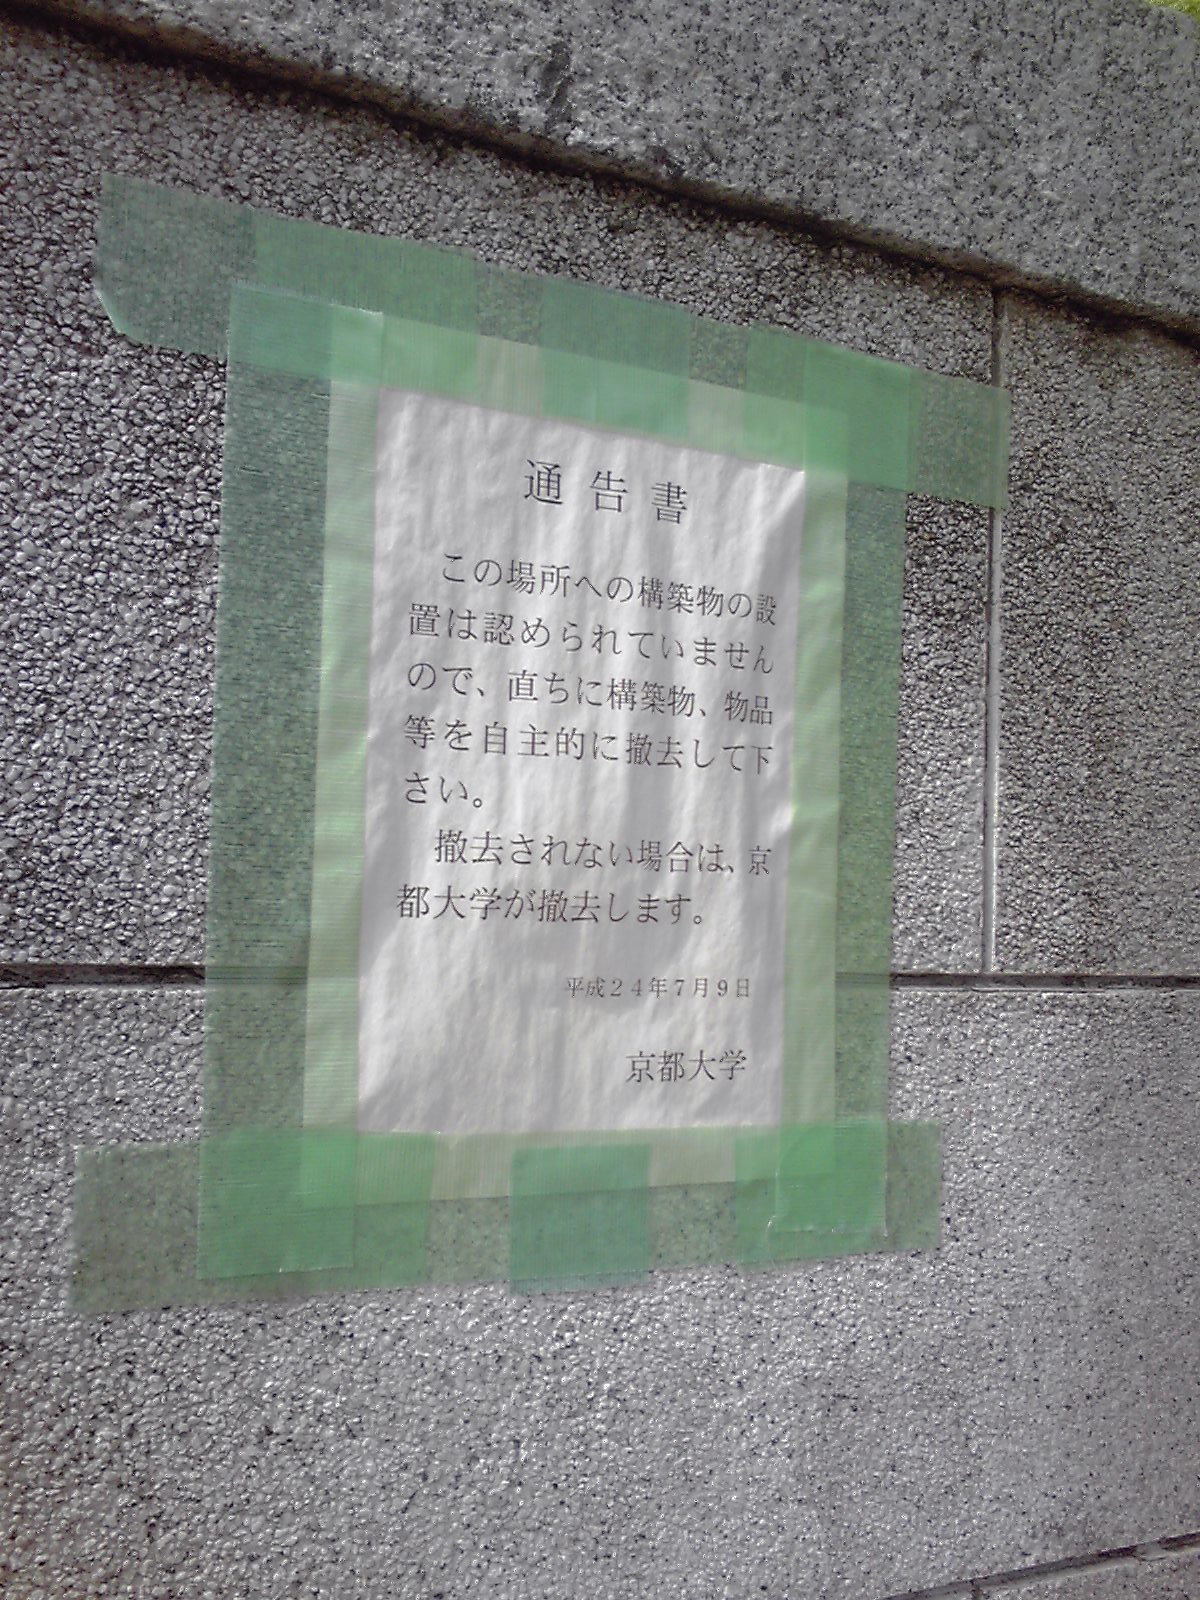 通告書
この場所への構築物の設
置は認められていません
ので、直ちに構築物、物品
等を自主的に撤去して下
さい。
撤去されない場合は、京
都大学が撤去します。
平成２４年７月９日
京都大学